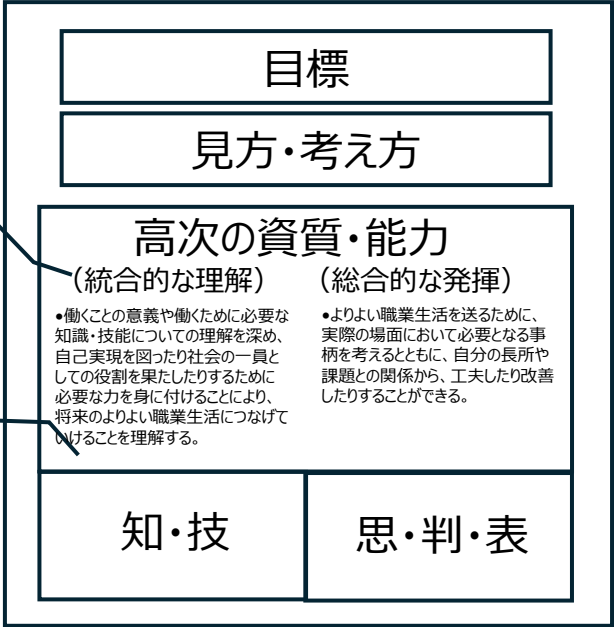 目標
見方・考え方
高次の資質・能力
（統合的な理解）
•働くことの意義や働くために必要な
知識・技能についての理解を深め、
自己実現を図ったり社会の一員と
しての役割を果たしたりするために
必要な力を身に付けることにより、
将来のよりよい職業生活につなげて
いけることを理解する。
（総合的な発揮）
•よりよい職業生活を送るために、
実際の場面において必要となる事
柄を考えるとともに、自分の長所や
課題との関係から、工夫したり改善
したりすることができる。
知・技
思・判・表